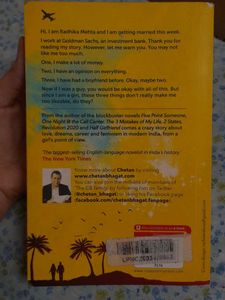 Hi, I am Radhika Mehta and I am getting married this week.
I work at Goldman Sachs, an investment bank. Thank you for
reading my story. However, let me warn you. You may not
like me too much.
One, I make a lot of money.
Two, I have an opinion on everything.
Three, I have had a boyfriend before. Okay, maybe two.
Now if I was a guy, you would be okay with all of this. But
since I am a girl, these three things don't really make me
too likeable, do they?
From the author of the blockbuster novels Five Point Someone,
One Night @ the Call Center, The 3 Mistakes of My Life, 2 States,
Revolution 2020 and Half Girlfriend comes a cozy story about
love, dreams, career and feminism in modern India, from a
girl's point of view.
'The biggest-selling English-language novelist in India's history'
The New York Times
Know more about Chetan by visiting
www.chetanbhagat.com
You can also join the millions of members of
'The CB family' by following him on Twitter
@chetan_bhagat or liking his Facebook page
(facebook.com/chetanbhagat.fanpage)